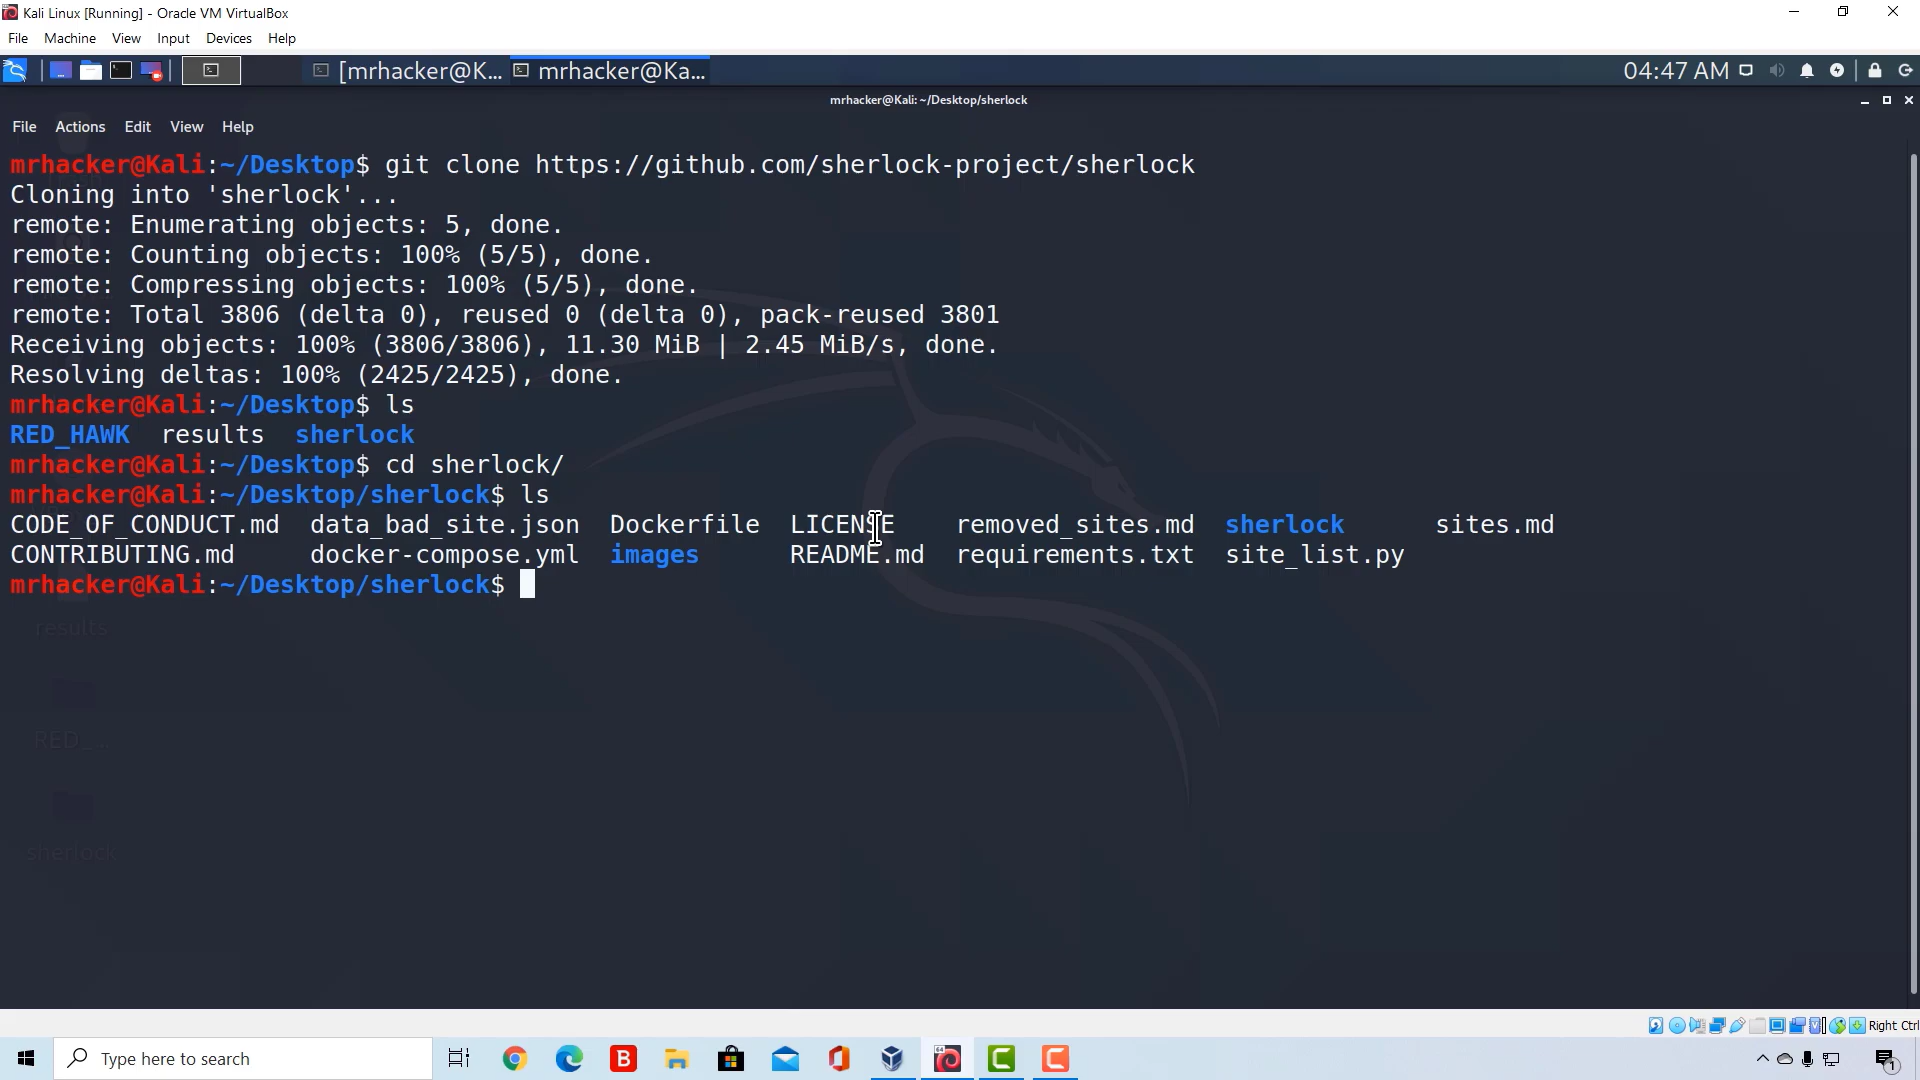 Kali Linux [Running] - Oracle VM VirtualBox
File Machine View Input Devices Help
[mrhacker@K... mrhacker@Ka... 04:47 AM
mrhacker@Kali: ~/Desktop/sherlock
File Actions Edit View Help
mrhacker@Kali:~/Desktop$ git clone https://github.com/sherlock-project/sherlock
Cloning into 'sherlock'...
remote: Enumerating objects: 5, done.
remote: Counting objects: 100% (5/5), done.
remote: Compressing objects: 100% (5/5), done.
remote: Total 3806 (delta 0), reused 0 (delta 0), pack-reused 3801
Receiving objects: 100% (3806/3806), 11.30 MiB | 2.45 MiB/s, done.
Resolving deltas: 100% (2425/2425), done.
mrhacker@Kali:~/Desktop$ ls
RED_HAWK results sherlock
mrhacker@Kali:~/Desktop$ cd sherlock/
mrhacker@Kali:~/Desktop/sherlock$ ls
CODE_OF_CONDUCT.md data_bad_site.json Dockerfile LICENSE removed_sites.md sherlock sites.md
CONTRIBUTING.md docker-compose.yml images README.md requirements.txt site_list.py
mrhacker@Kali:~/Desktop/sherlock$
results
RED_...
sherlock
Right Ctrl
Type here to search